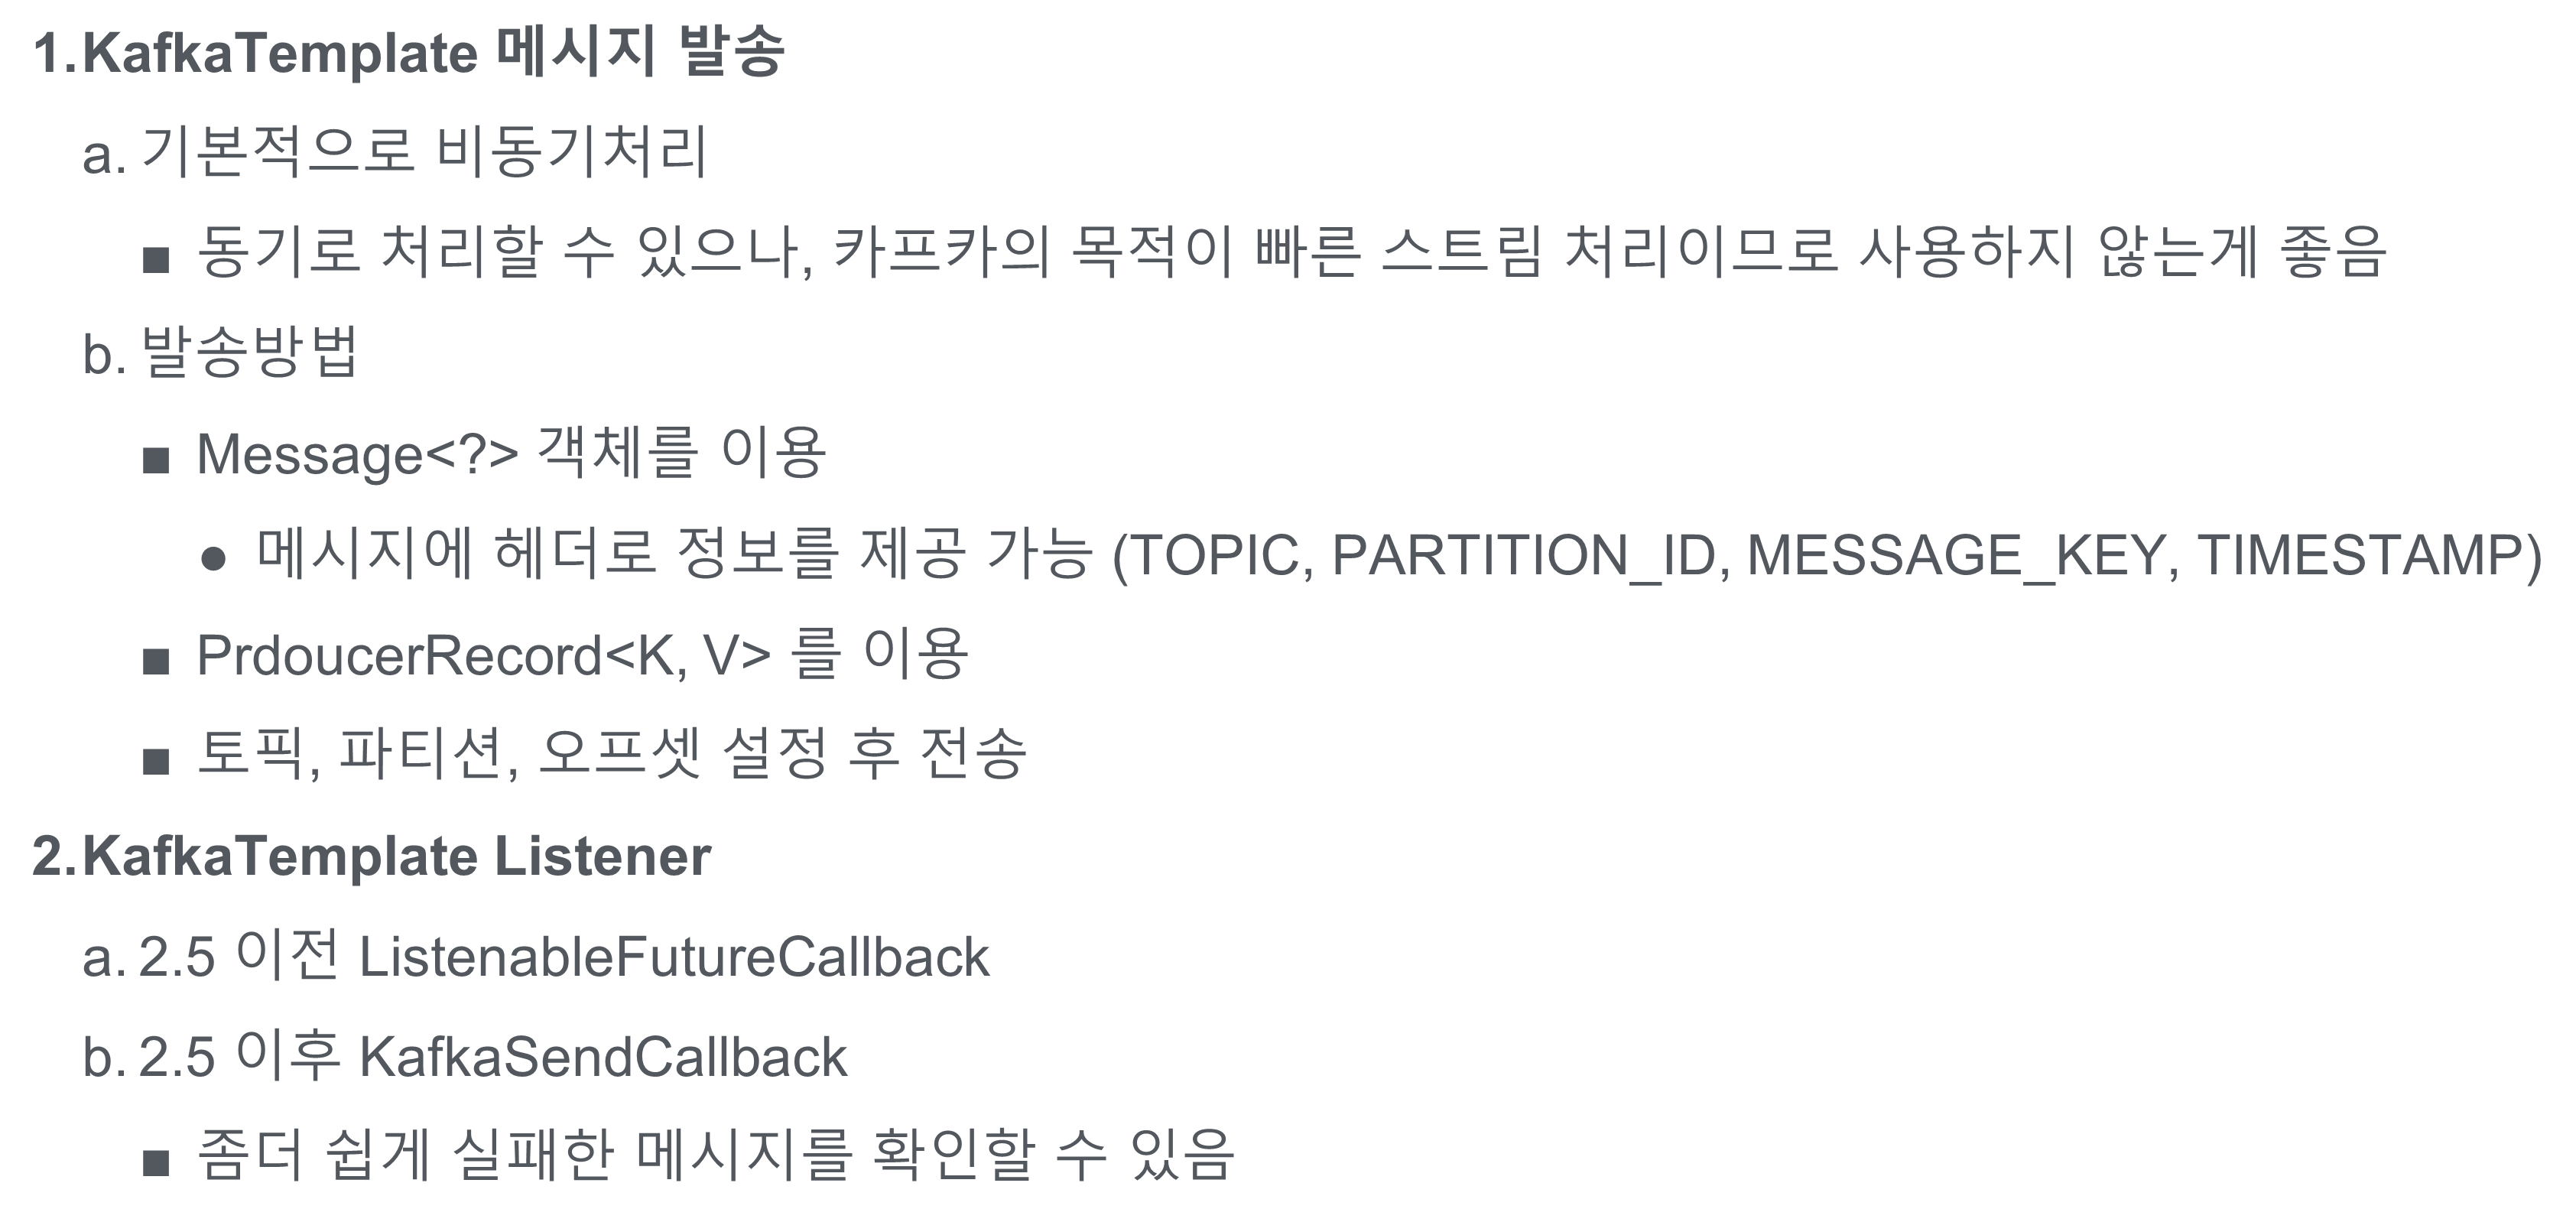 1.KafkaTemplate 메시지 발송
a. 기본적으로 비동기처리
■ 동기로 처리할 수 있으나, 카프카의 목적이 빠른 스트림 처리이므로 사용하지 않는게 좋음
b. 발송방법
■ Message<?> 객체를 이용
● 메시지에 헤더로 정보를 제공 가능 (TOPIC, PARTITION_ID, MESSAGE_KEY, TIMESTAMP)
■ PrdoucerRecord<K, V> 를 이용
■ 토픽, 파티션, 오프셋 설정 후 전송
2.KafkaTemplate Listener
a. 2.5 이전 ListenableFutureCallback
b. 2.5 이후 KafkaSendCallback
■ 좀더 쉽게 실패한 메시지를 확인할 수 있음